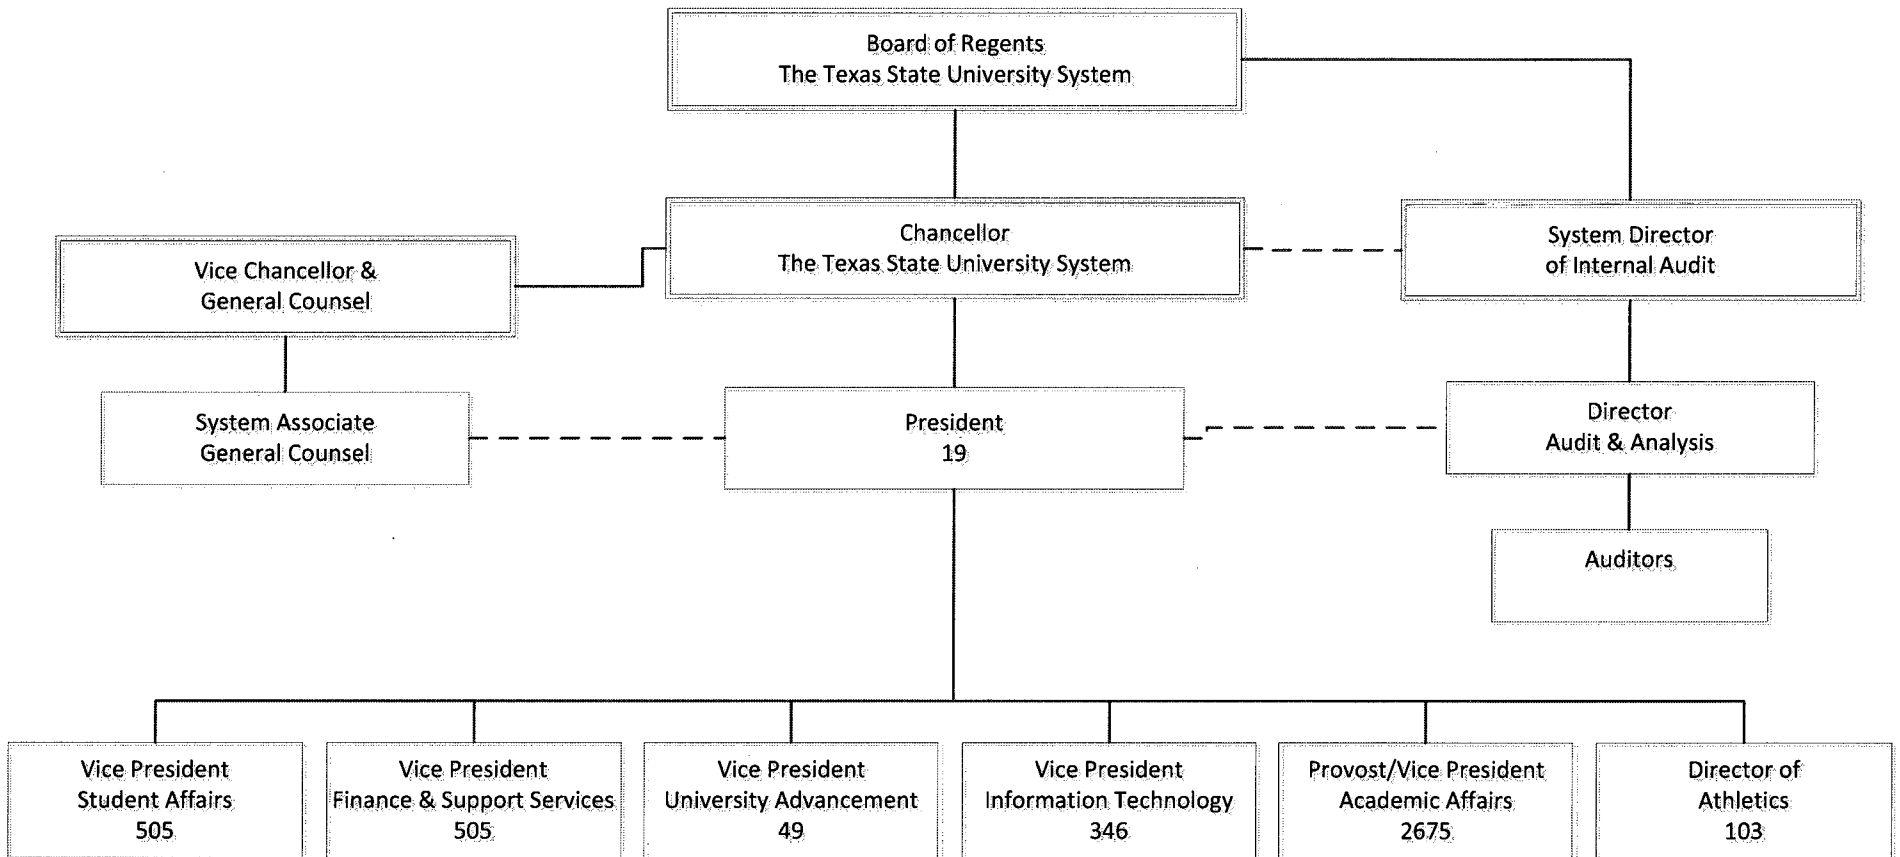 Board of Regents
The Texas State University System
Chancellor
The Texas State University System
System Director
of Internal Audit
Vice Chancellor &
General Counsel
System Associate
General Counsel
President
19
Director
Audit & Analysis
Auditors
Vice President
Student Affairs
505
Vice President
Finance & Support Services
505
Vice President
University Advancement
49
Vice President
Information Technology
346
Provost/Vice President
Academic Affairs
2675
Director of
Athletics
103